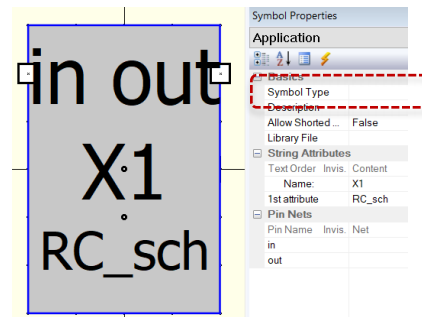 in out
X1
RC_sch
Symbol Properties
Application
Basics
Symbol Type
Description
Allow Shorted ... False
Library File
String Attributes
Text Order Invis. Content
Name: X1
1st attribute RC_sch
Pin Nets
Pin Name Invis. Net
in
out